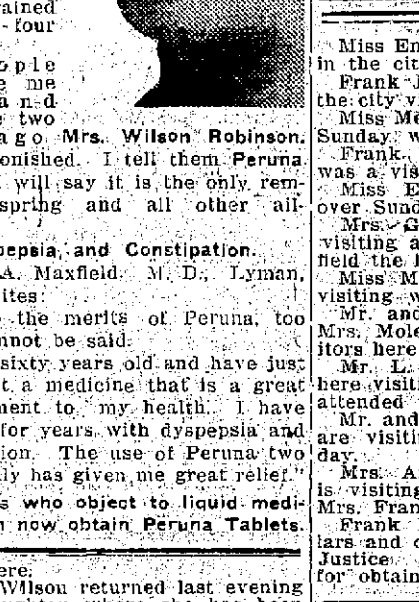 rained
-four
ople
e me
and
e two
ago Mrs. Wilson Robinson.
onished. I tell them Peruna
will say it is the only rem-
spring and all other ail-
pepsia, and Constipation.
A. Maxfield. M. D., Lyman,
ites:
the merits of Peruna, too
nnot be said.
sixty years old and have just
t a medicine that is a great
ment to my health. I have
for years with dyspepsia and
ion. The use of Peruna two
ly has given me great relief."
s who object to liquid medi-
n now obtain Peruna Tablets.
ere.
Wilson returned last evening
Miss En
in the cit
Frank J
the city v
Miss Me
Sunday w
Frank
was a vis
Miss E
over Sund
Mrs. G
visiting a
field the
Miss M
visiting w
Mr. and
Mrs. Mole
itors here
Mr. L.
here visit
attended
Mr. and
are visiti
day.
Mrs. A
is visiting
Mrs. Fran
Frank
lars and c
Justice
for obtain